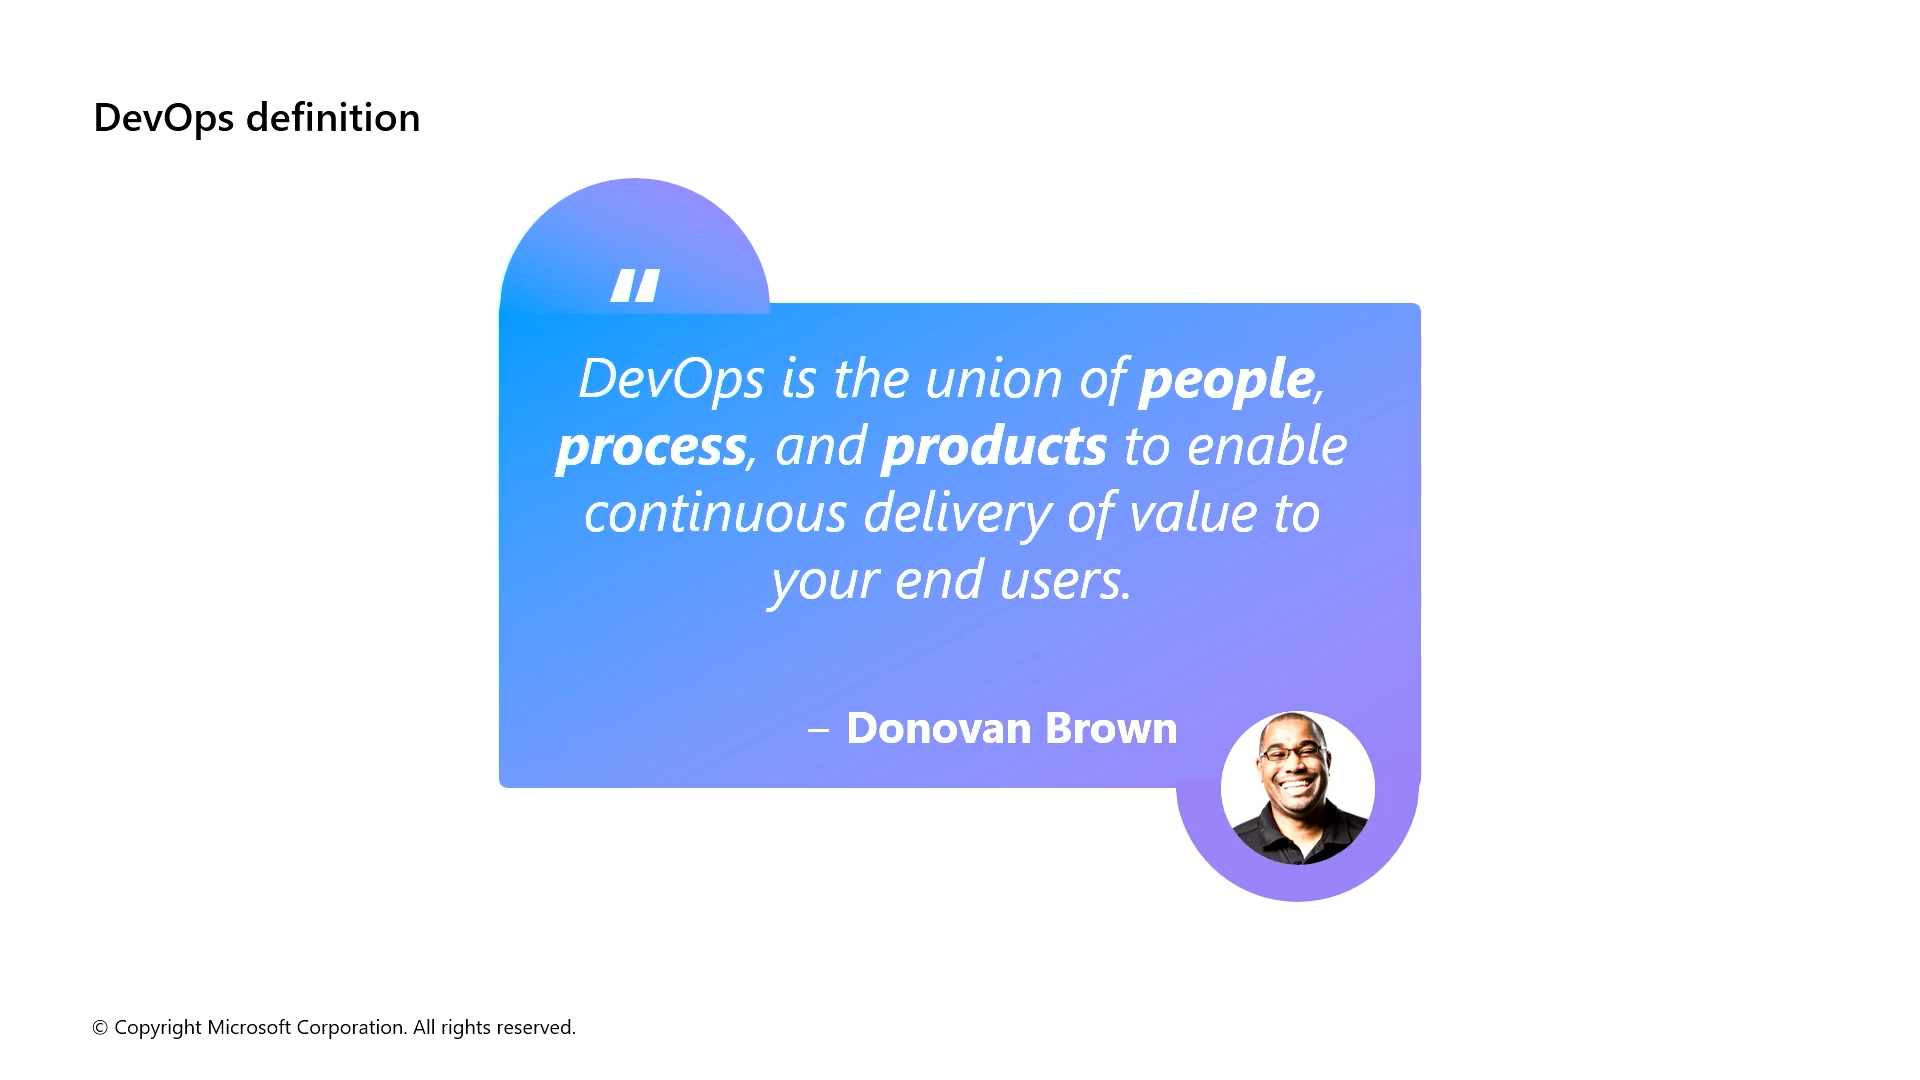 DevOps definition
"
DevOps is the union of people,
process, and products to enable
continuous delivery of value to
your end users.
– Donovan Brown
© Copyright Microsoft Corporation. All rights reserved.